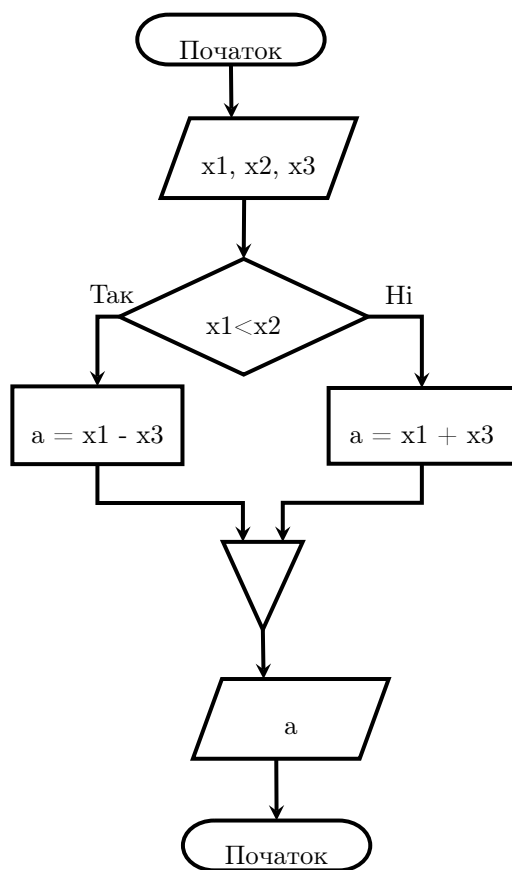 Початок
x1, x2, x3
Так
Ні
x1<x2
a = x1 - x3
a = x1 + x3
a
Початок